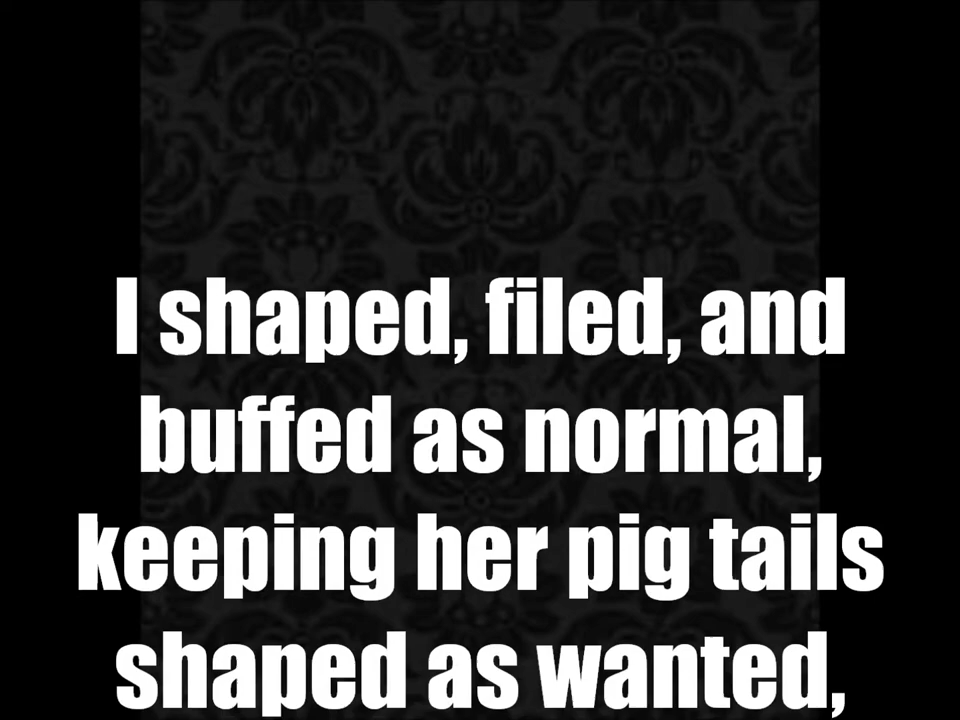 I shaped, filed, and
buffed as normal,
keeping her pig tails
shaped as wanted,